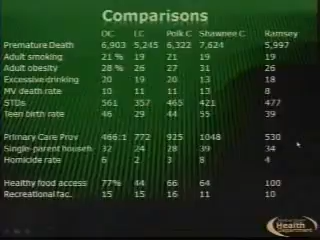 Comparisons
OC LC Polk C Shawnee C Ramsey
Premature Death 6,903 5,245 6,322 7,624 5,997
Adult smoking 21 % 19 21 19 19
Adult obesity 28 % 26 27 31 26
Excessive drinking 20 19 20 13 18
MV death rate 10 11 11 13 8
STDs 561 357 465 421 477
Teen birth rate 46 29 44 55 39
Primary Care Prov 466:1 772 925 1048 530
Single-parent househ 32 24 28 39 34
Homicide rate 6 2 3 8 4
Healthy food access 77% 44 66 64 100
Recreational fac. 15 15 16 11 10
Health
Department